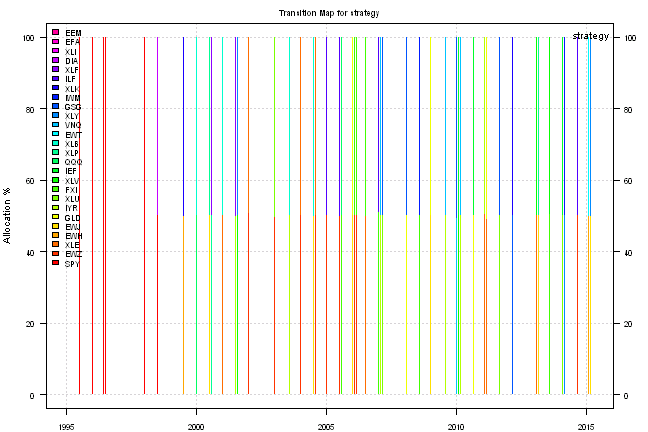 Transition Map for strategy
strategy
EEM
EFA
XLI
DIA
XLF
ILF
XLK
IWM
GSG
XLY
VNQ
EWT
XLB
XLP
QQQ
IEF
XLV
FXI
XLU
IYR
GLD
EWJ
EWH
XLE
EWZ
SPY
Allocation %
100 100
80 80
60 60
40 40
20 20
0 0
1995 2000 2005 2010 2015